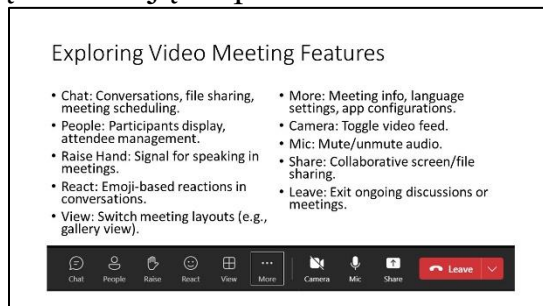 Exploring Video Meeting Features
• Chat: Conversations, file sharing,
meeting scheduling.
• People: Participants display,
attendee management.
• Raise Hand: Signal for speaking in
meetings.
• React: Emoji-based reactions in
conversations.
• View: Switch meeting layouts (e.g.,
gallery view).
• More: Meeting info, language
settings, app configurations.
• Camera: Toggle video feed.
• Mic: Mute/unmute audio.
• Share: Collaborative screen/file
sharing.
• Leave: Exit ongoing discussions or
meetings.
Chat People Raise React View More Camera Mic Share Leave